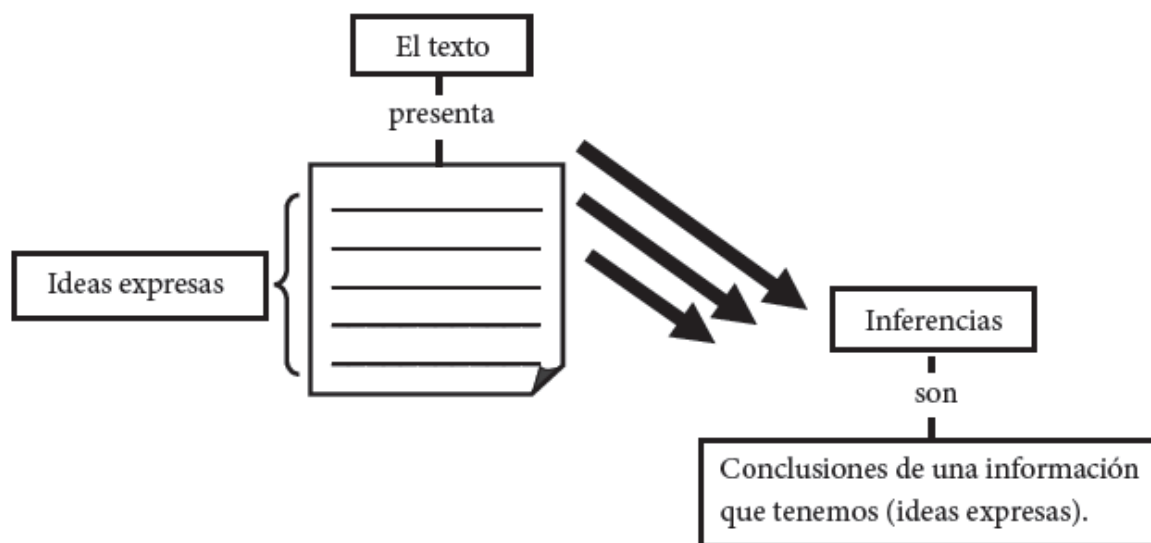 El texto
presenta
Ideas expresas
Inferencias
son
Conclusiones de una información
que tenemos (ideas expresas).